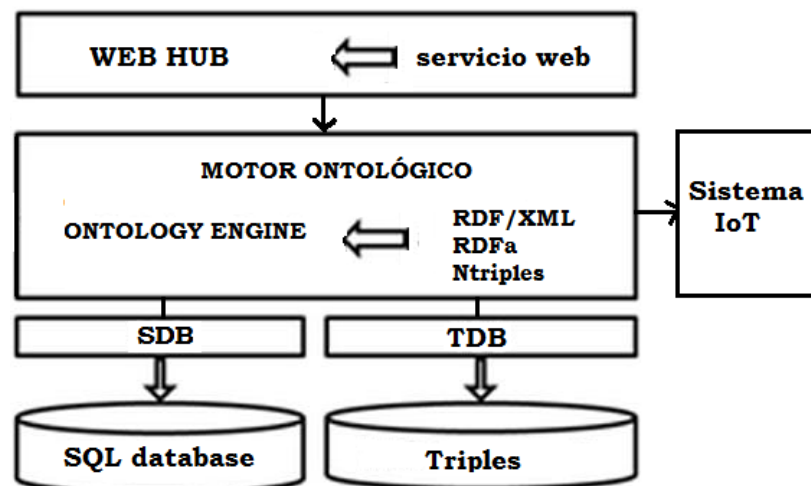 WEB HUB
servicio web
MOTOR ONTOLÓGICO
ONTOLOGY ENGINE
RDF/XML
RDFa
Ntriples
Sistema
IoT
SDB
TDB
SQL database
Triples